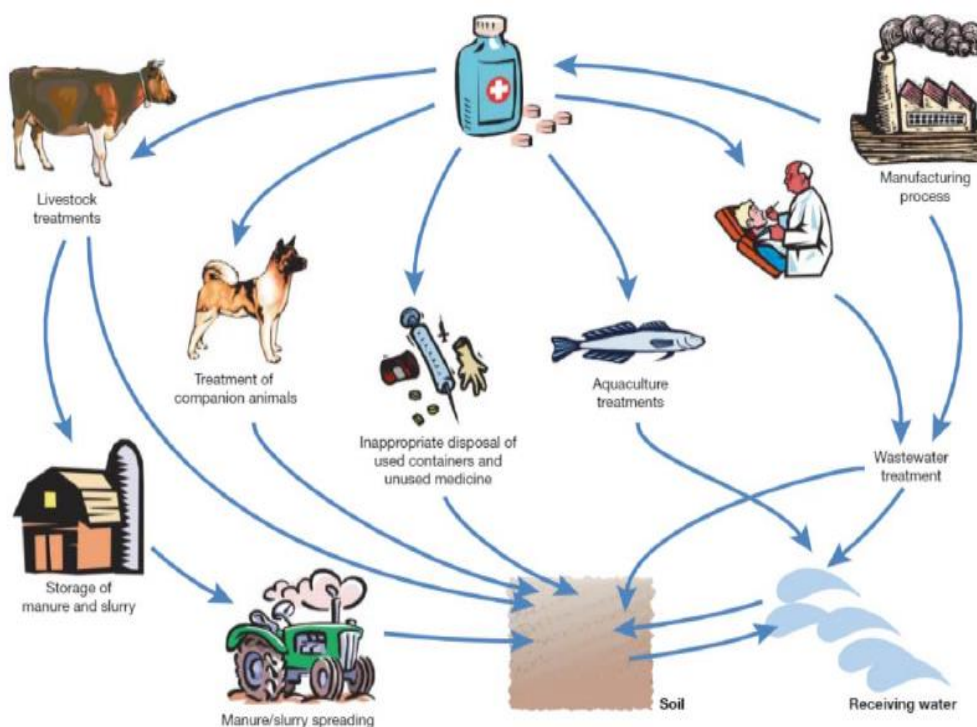 Livestock
treatments
Manufacturing
process
Treatment of
companion animals
Inappropriate disposal of
used containers and
unused medicine
Aquaculture
treatments
Wastewater
treatment
Storage of
manure and slurry
Manure/slurry spreading
Soil
Receiving water